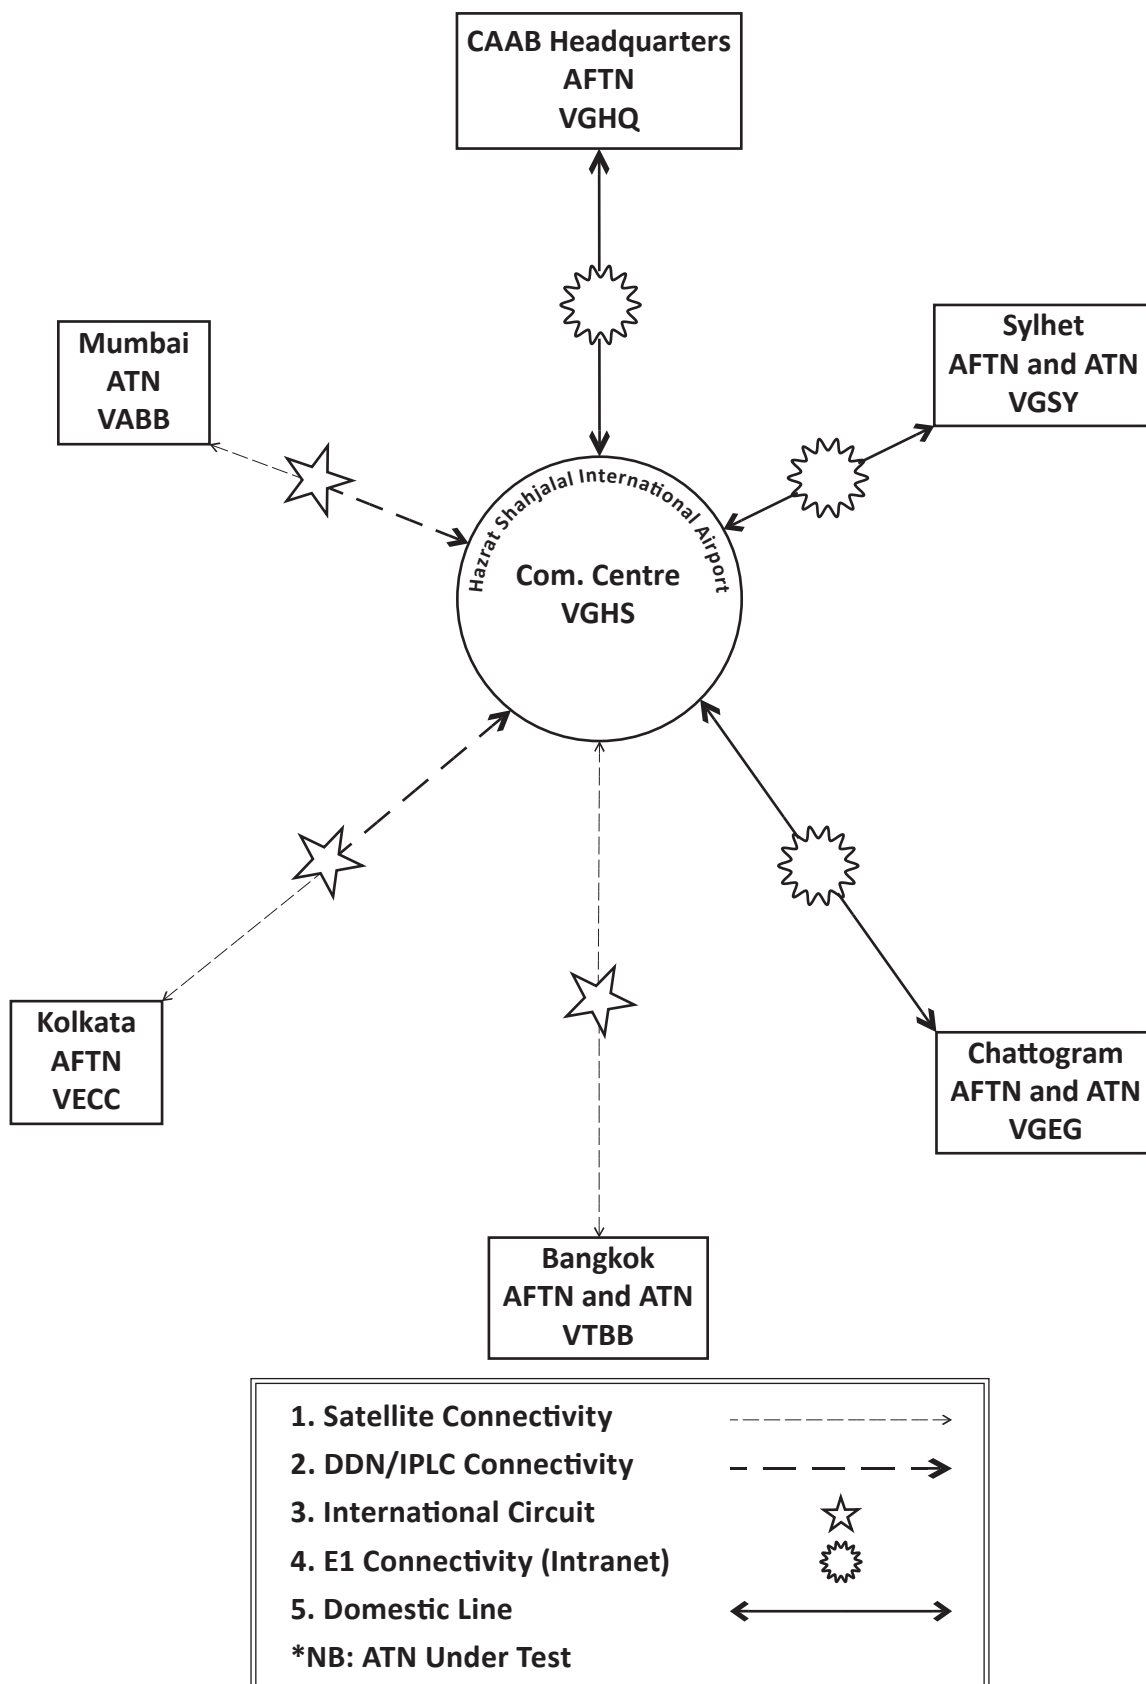 CAAB Headquarters
AFTN
VGHQ
Mumbai
ATN
VABB
Sylhet
AFTN and ATN
VGSY
Hazrat Shahjalal International Airport
Com. Centre
VGHS
Kolkata
AFTN
VECC
Chattogram
AFTN and ATN
VGEG
Bangkok
AFTN and ATN
VTBB
1. Satellite Connectivity
2. DDN/IPLC Connectivity
3. International Circuit
4. E1 Connectivity (Intranet)
5. Domestic Line
*NB: ATN Under Test